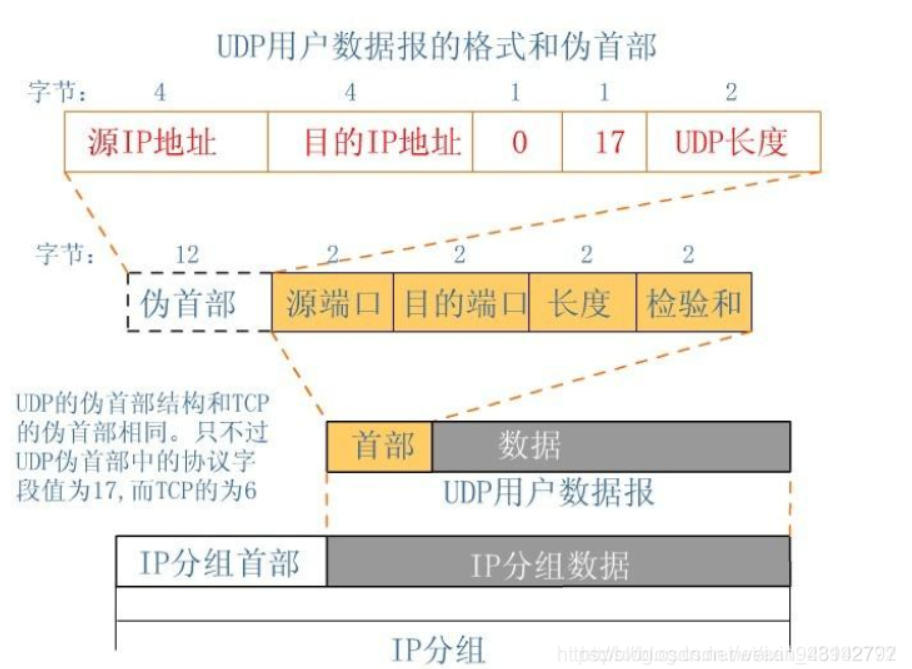 UDP用户数据报的格式和伪首部
字节: 4 4 1 1 2
源IP地址 目的IP地址 0 17 UDP长度
字节: 12 2 2 2 2
伪首部 源端口 目的端口 长度 检验和
UDP的伪首部结构和TCP
的伪首部相同。只不过
UDP伪首部中的协议字
段值为17,而TCP的为6
首部 数据
UDP用户数据报
IP分组首部 IP分组数据
IP分组